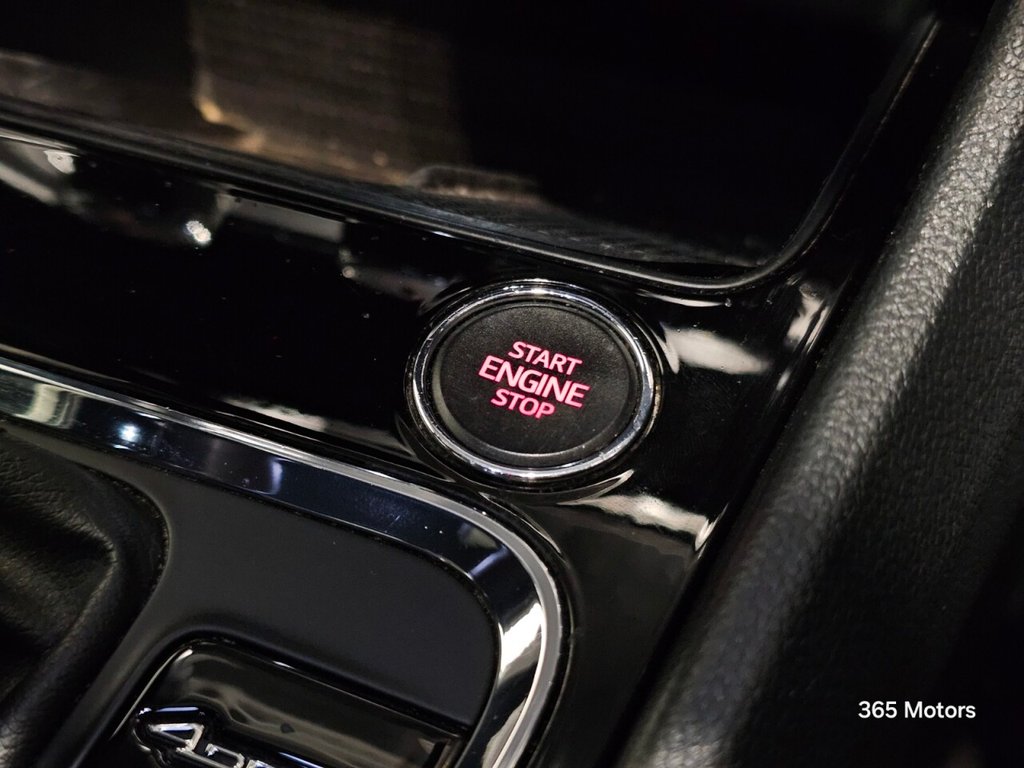 START
ENGINE
STOP
365 Motors